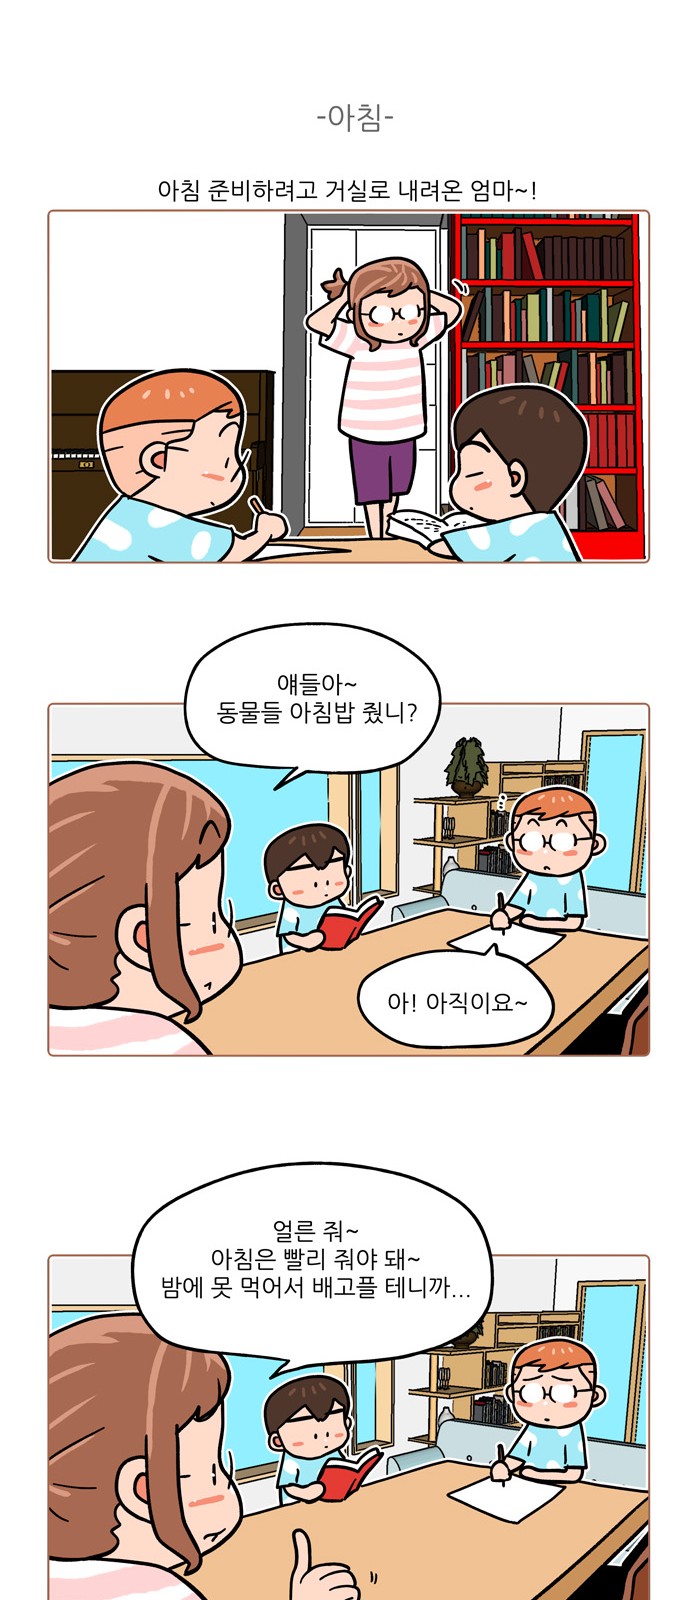 -아침-
아침 준비하려고 거실로 내려온 엄마~!
얘들아~
동물들 아침밥 줬니?
아! 아직이요~
얼른 줘~
아침은 빨리 줘야 돼~
밤에 못 먹어서 배고플 테니까...